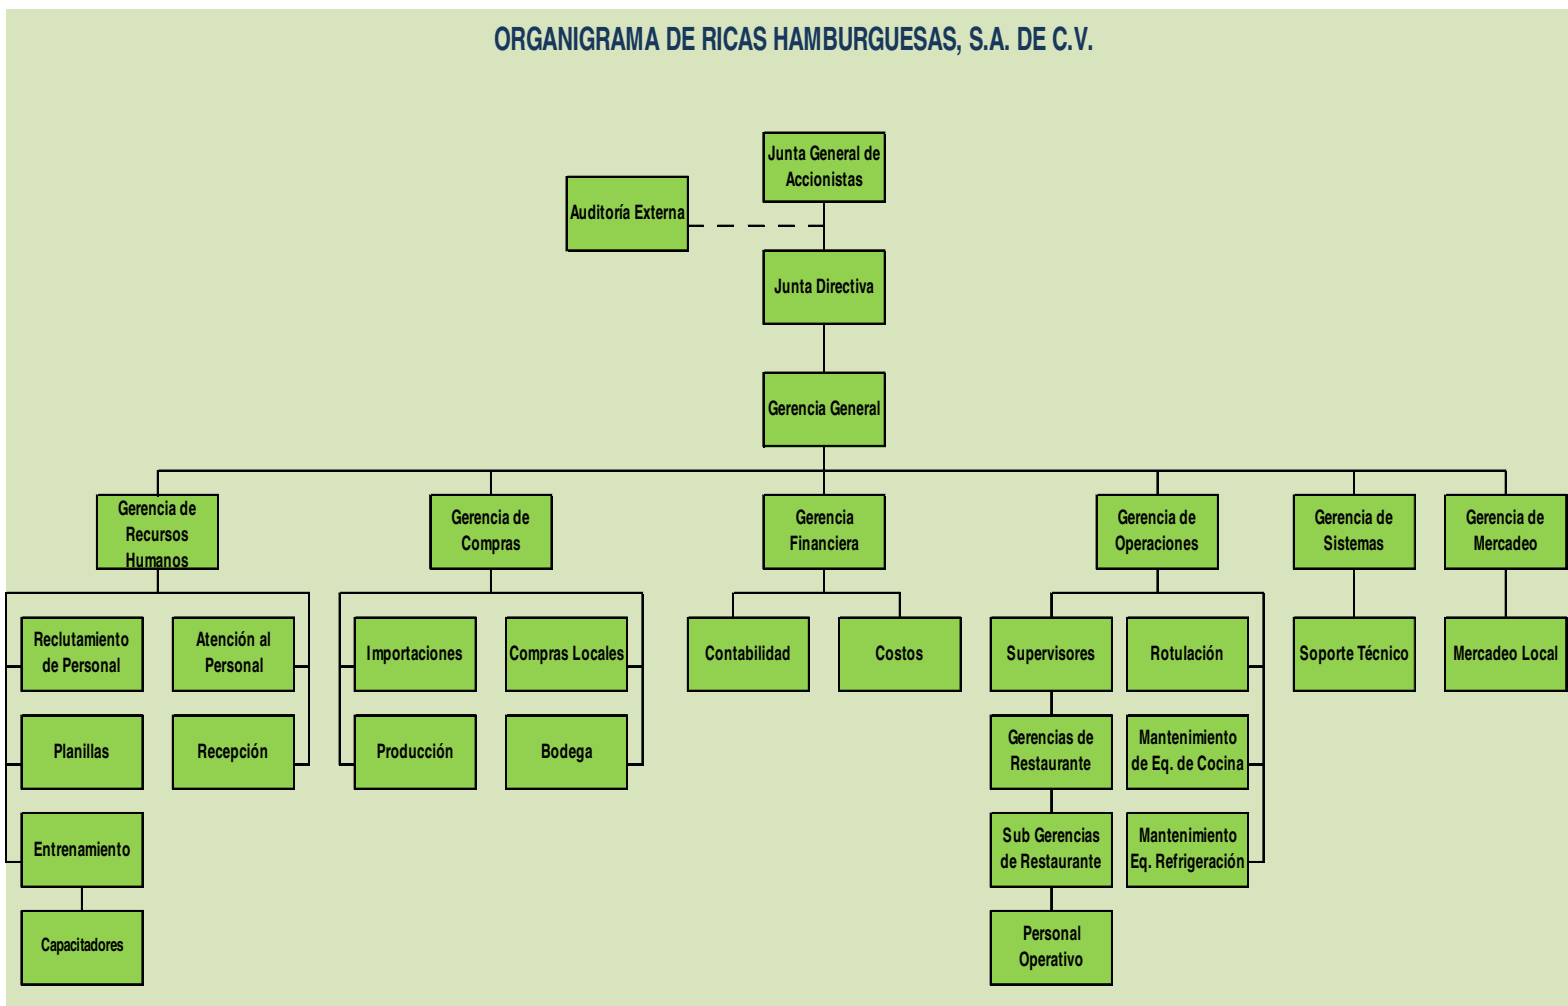 ORGANIGRAMA DE RICAS HAMBURGUESAS, S.A. DE C.V.
Junta General de
Accionistas
Auditoría Externa
Junta Directiva
Gerencia General
Gerencia de
Recursos
Humanos
Gerencia de
Compras
Gerencia
Financiera
Gerencia de
Operaciones
Gerencia de
Sistemas
Gerencia de
Mercadeo
Reclutamiento
de Personal
Atención al
Personal
Importaciones
Compras Locales
Contabilidad
Costos
Supervisores
Rotulación
Soporte Técnico
Mercadeo Local
Planillas
Recepción
Producción
Bodega
Gerencias de
Restaurante
Mantenimiento
de Eq. de Cocina
Entrenamiento
Sub Gerencias
de Restaurante
Mantenimiento
Eq. Refrigeración
Capacitadores
Personal
Operativo